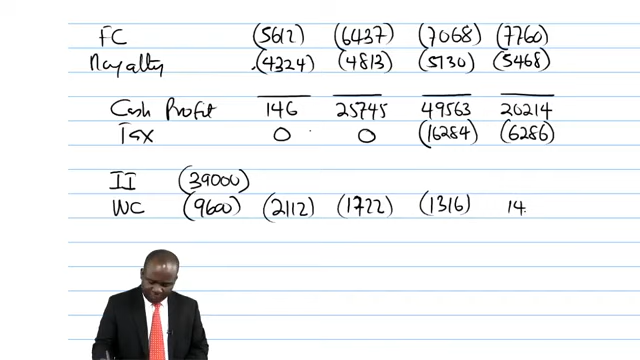 FC (5612) (6437) (7068) (7760)
Royalty (4324) (4813) (5130) (5468)
Cash Profit 146 25745 49563 20214
Tax 0 0 (16284) (6286)
II (39000)
WC (9600) (2112) (1722) (1316) 14